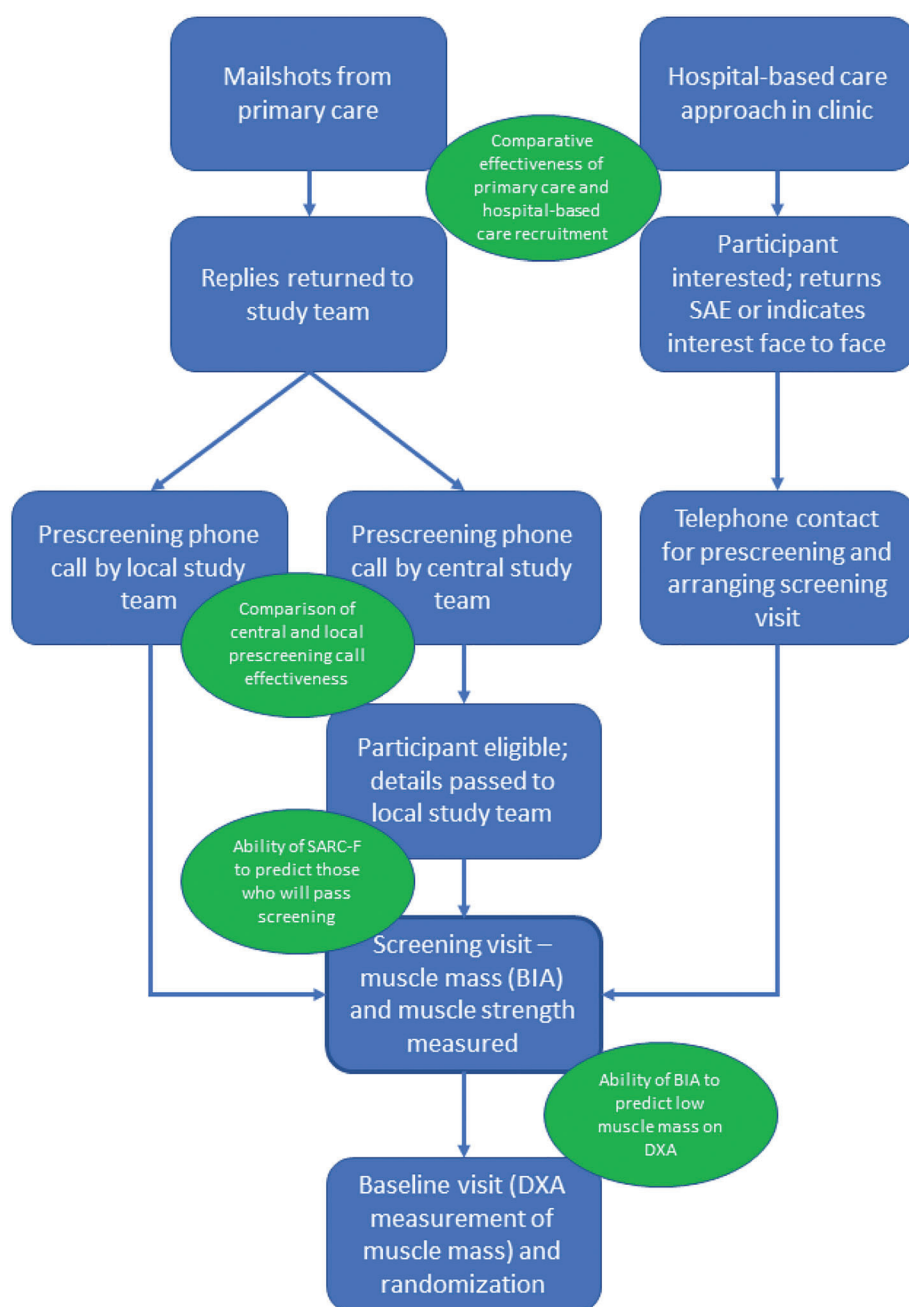 Mailshots from
primary care
Hospital-based care
approach in clinic
Comparative
effectiveness of
primary care and
hospital-based
care recruitment
Replies returned to
study team
Participant
interested; returns
SAE or indicates
interest face to face
Prescreening phone
call by local study
team
Prescreening phone
call by central study
team
Telephone contact
for prescreening and
arranging screening
visit
Comparison of
central and local
prescreening call
effectiveness
Participant eligible;
details passed to
local study team
Ability of SARC-F
to predict those
who will pass
screening
Screening visit –
muscle mass (BIA)
and muscle strength
measured
Ability of BIA to
predict low
muscle mass on
DXA
Baseline visit (DXA
measurement of
muscle mass) and
randomization